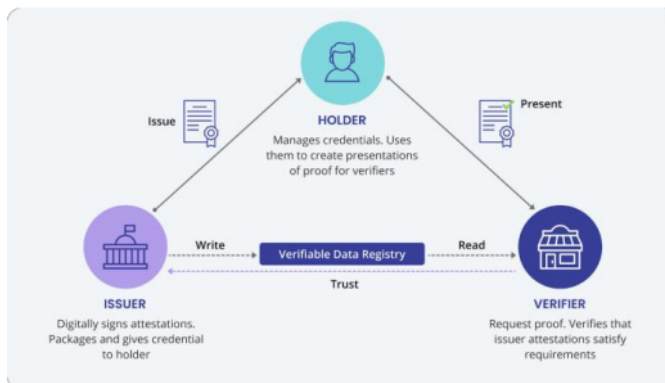 Issue
Present
HOLDER
Manages credentials. Uses
them to create presentations
of proof for verifiers
Write
Verifiable Data Registry
Read
Trust
ISSUER
Digitally signs attestations.
Packages and gives credential
to holder
VERIFIER
Request proof. Verifies that
issuer attestations satisfy
requirements